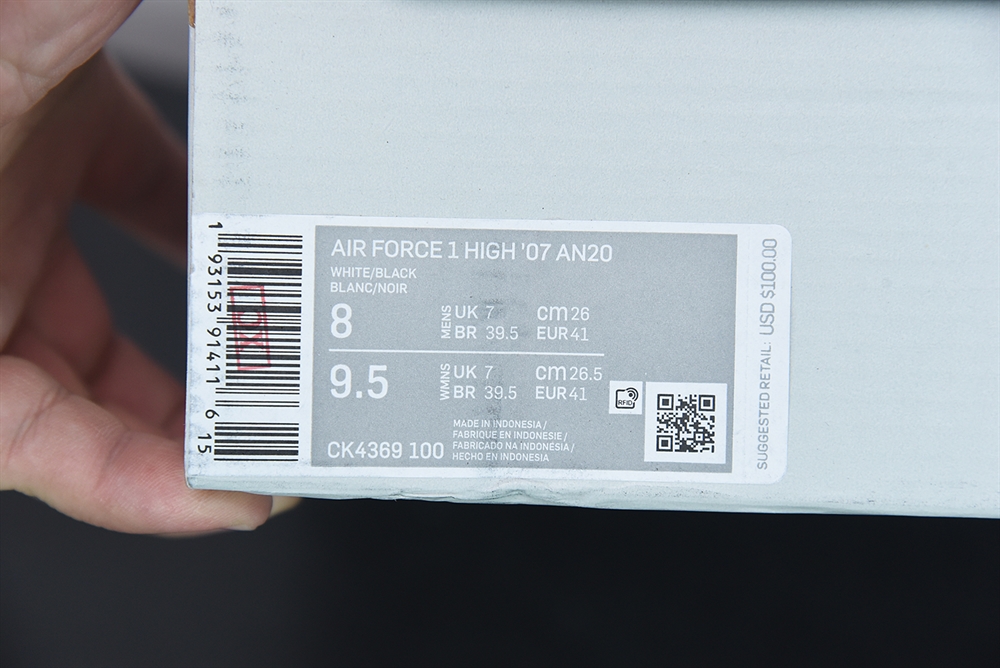 AIR FORCE 1 HIGH '07 AN20
WHITE/BLACK
BLANC/NOIR
8 MENS UK 7 cm 26
BR 39.5 EUR 41
9.5 WMNS UK 7 cm 26.5
BR 39.5 EUR 41
RFID
CK4369 100
MADE IN INDONESIA /
FABRIQUE EN INDONESIE /
FABRICADO NA INDONÉSIA /
HECHO EN INDONESIA
1 93153 91411 6 15
SUGGESTED RETAIL: USD $100.00